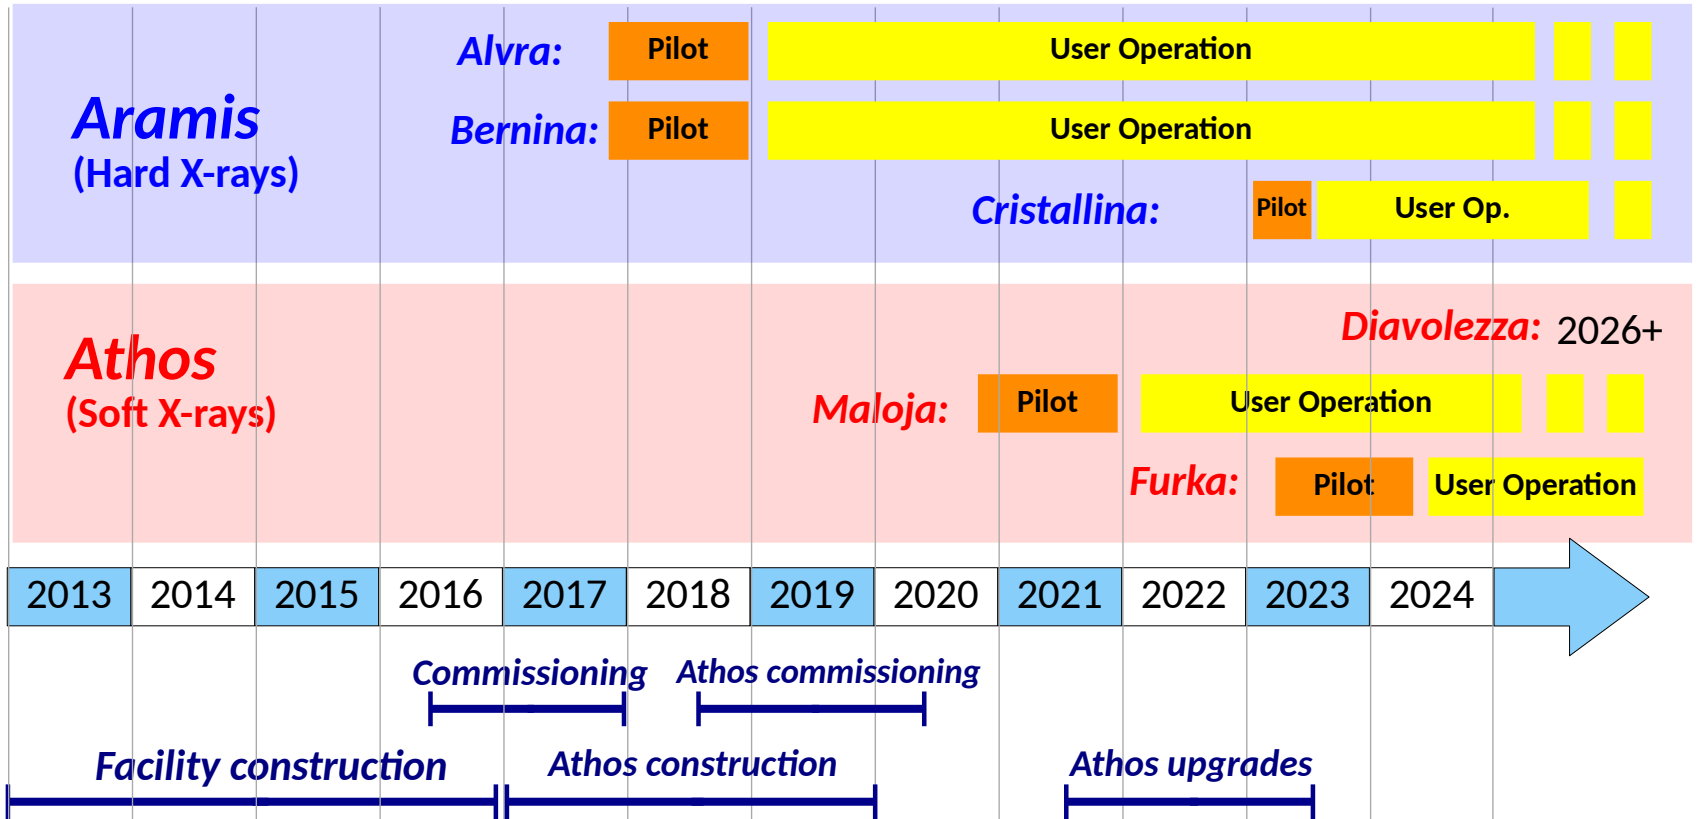 Alvra:
Pilot
User Operation
Aramis
(Hard X-rays)
Bernina:
Pilot
User Operation
Cristallina:
Pilot
User Op.
Diavolezza:
2026+
Athos
(Soft X-rays)
Maloja:
Pilot
User Operation
Furka:
Pilot
User Operation
2013
2014
2015
2016
2017
2018
2019
2020
2021
2022
2023
2024
Commissioning
Athos commissioning
Facility construction
Athos construction
Athos upgrades